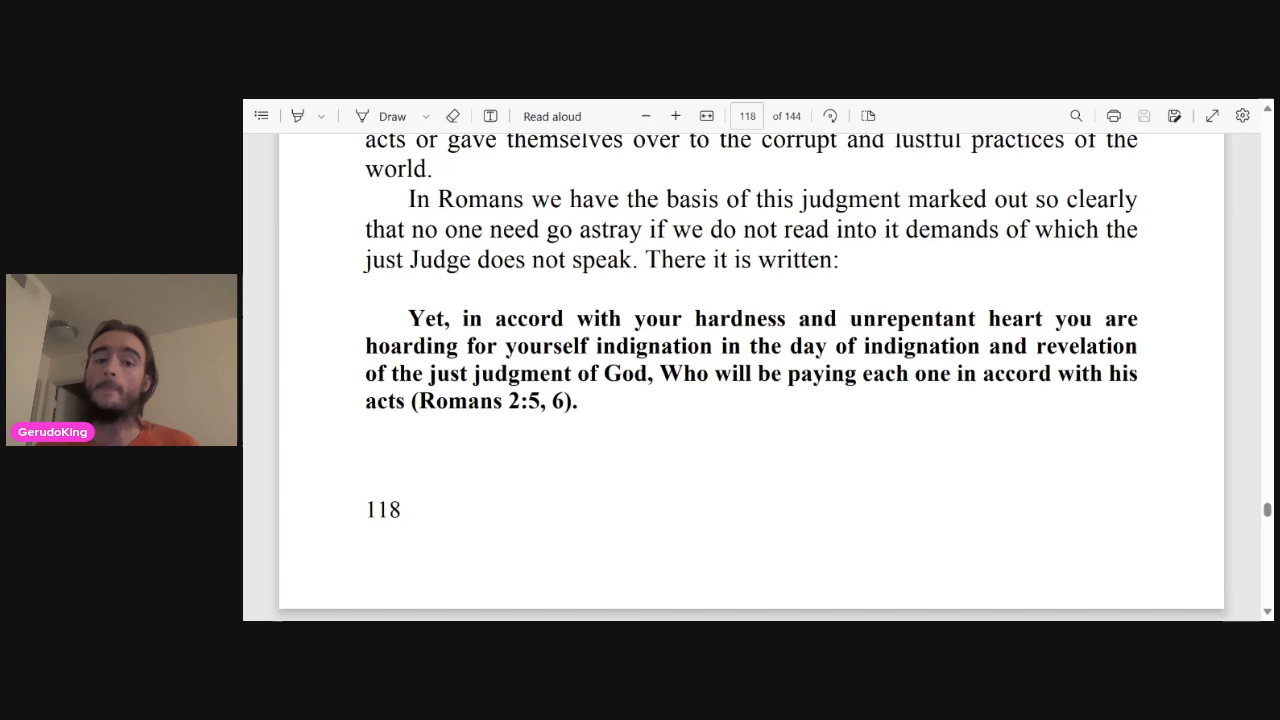 Draw
Read aloud
118
of 144
acts or gave themselves over to the corrupt and lustful practices of the
world.
In Romans we have the basis of this judgment marked out so clearly
that no one need go astray if we do not read into it demands of which the
just Judge does not speak. There it is written:
Yet, in accord with your hardness and unrepentant heart you are
hoarding for yourself indignation in the day of indignation and revelation
of the just judgment of God, Who will be paying each one in accord with his
acts (Romans 2:5, 6).
GerudoKing
118